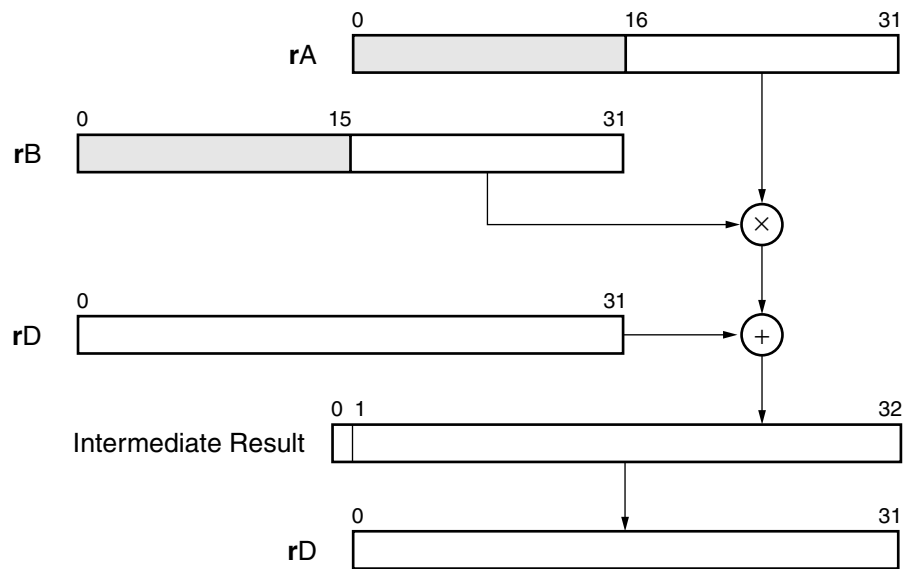 0 16 31
rA
0 15 31
rB
×
0 31
rD
+
0 1 32
Intermediate Result
0 31
rD